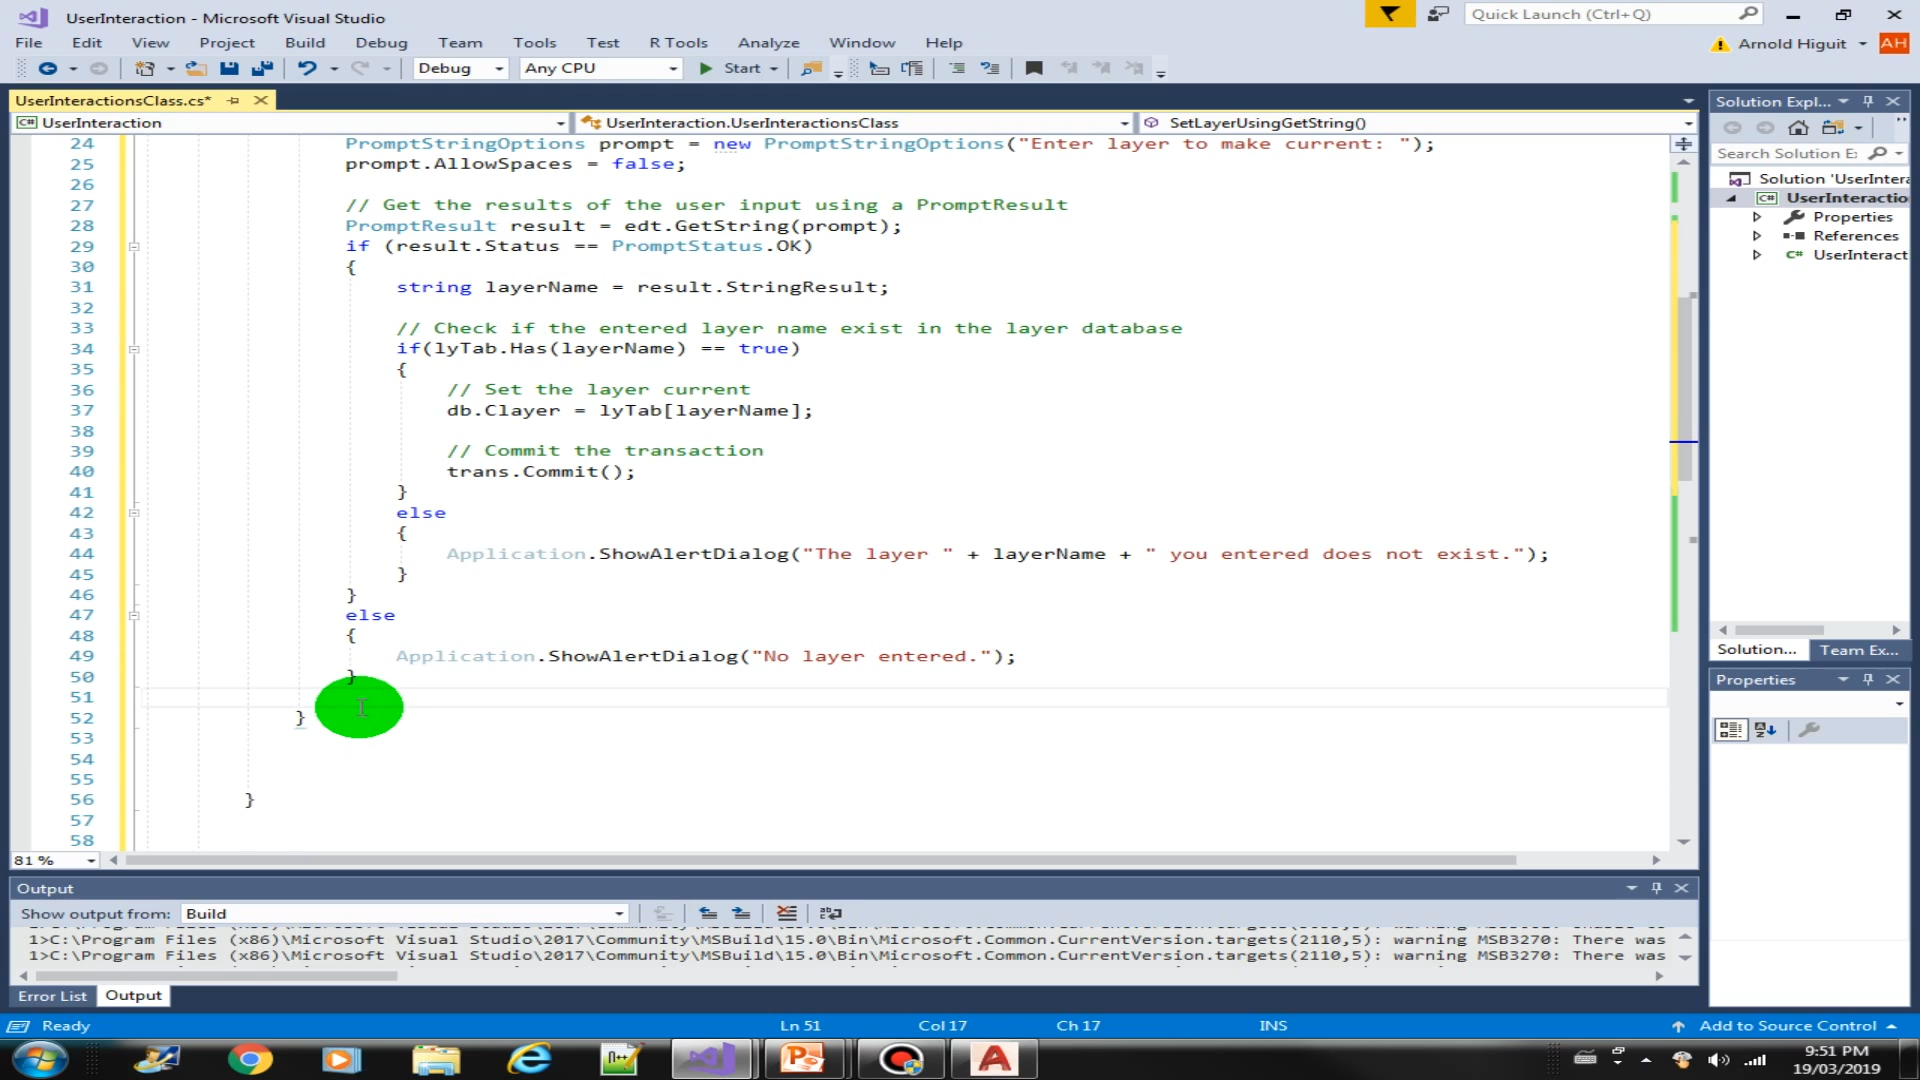 UserInteraction - Microsoft Visual Studio
Quick Launch (Ctrl+Q)
File Edit View Project Build Debug Team Tools Test R Tools Analyze Window Help
Arnold Higuit AH
Debug Any CPU Start
UserInteractionsClass.cs*
Solution Expl...
UserInteraction UserInteraction.UserInteractionsClass SetLayerUsingGetString()
24 PromptStringOptions prompt = new PromptStringOptions("Enter layer to make current: ");
25 prompt.AllowSpaces = false;
26
27 // Get the results of the user input using a PromptResult
28 PromptResult result = edt.GetString(prompt);
29 if (result.Status == PromptStatus.OK)
30 {
31 string layerName = result.StringResult;
32
33 // Check if the entered layer name exist in the layer database
34 if(lyTab.Has(layerName) == true)
35 {
36 // Set the layer current
37 db.Clayer = lyTab[layerName];
38
39 // Commit the transaction
40 trans.Commit();
41 }
42 else
43 {
44 Application.ShowAlertDialog("The layer " + layerName + " you entered does not exist.");
45 }
46 }
47 else
48 {
49 Application.ShowAlertDialog("No layer entered.");
50 }
51
52 }
53
54
55
56 }
57
58
81 %
Search Solution E
Solution 'UserIntera
UserInteractio
Properties
References
C# UserInteract
Solution... Team Ex...
Properties
Output
Show output from: Build
1>C:\Program Files (x86)\Microsoft Visual Studio\2017\Community\MSBuild\15.0\Bin\Microsoft.Common.CurrentVersion.targets(2110,5): warning MSB3270: There was
1>C:\Program Files (x86)\Microsoft Visual Studio\2017\Community\MSBuild\15.0\Bin\Microsoft.Common.CurrentVersion.targets(2110,5): warning MSB3270: There was
Error List Output
Ready Ln 51 Col 17 Ch 17 INS Add to Source Control
9:51 PM
19/03/2019